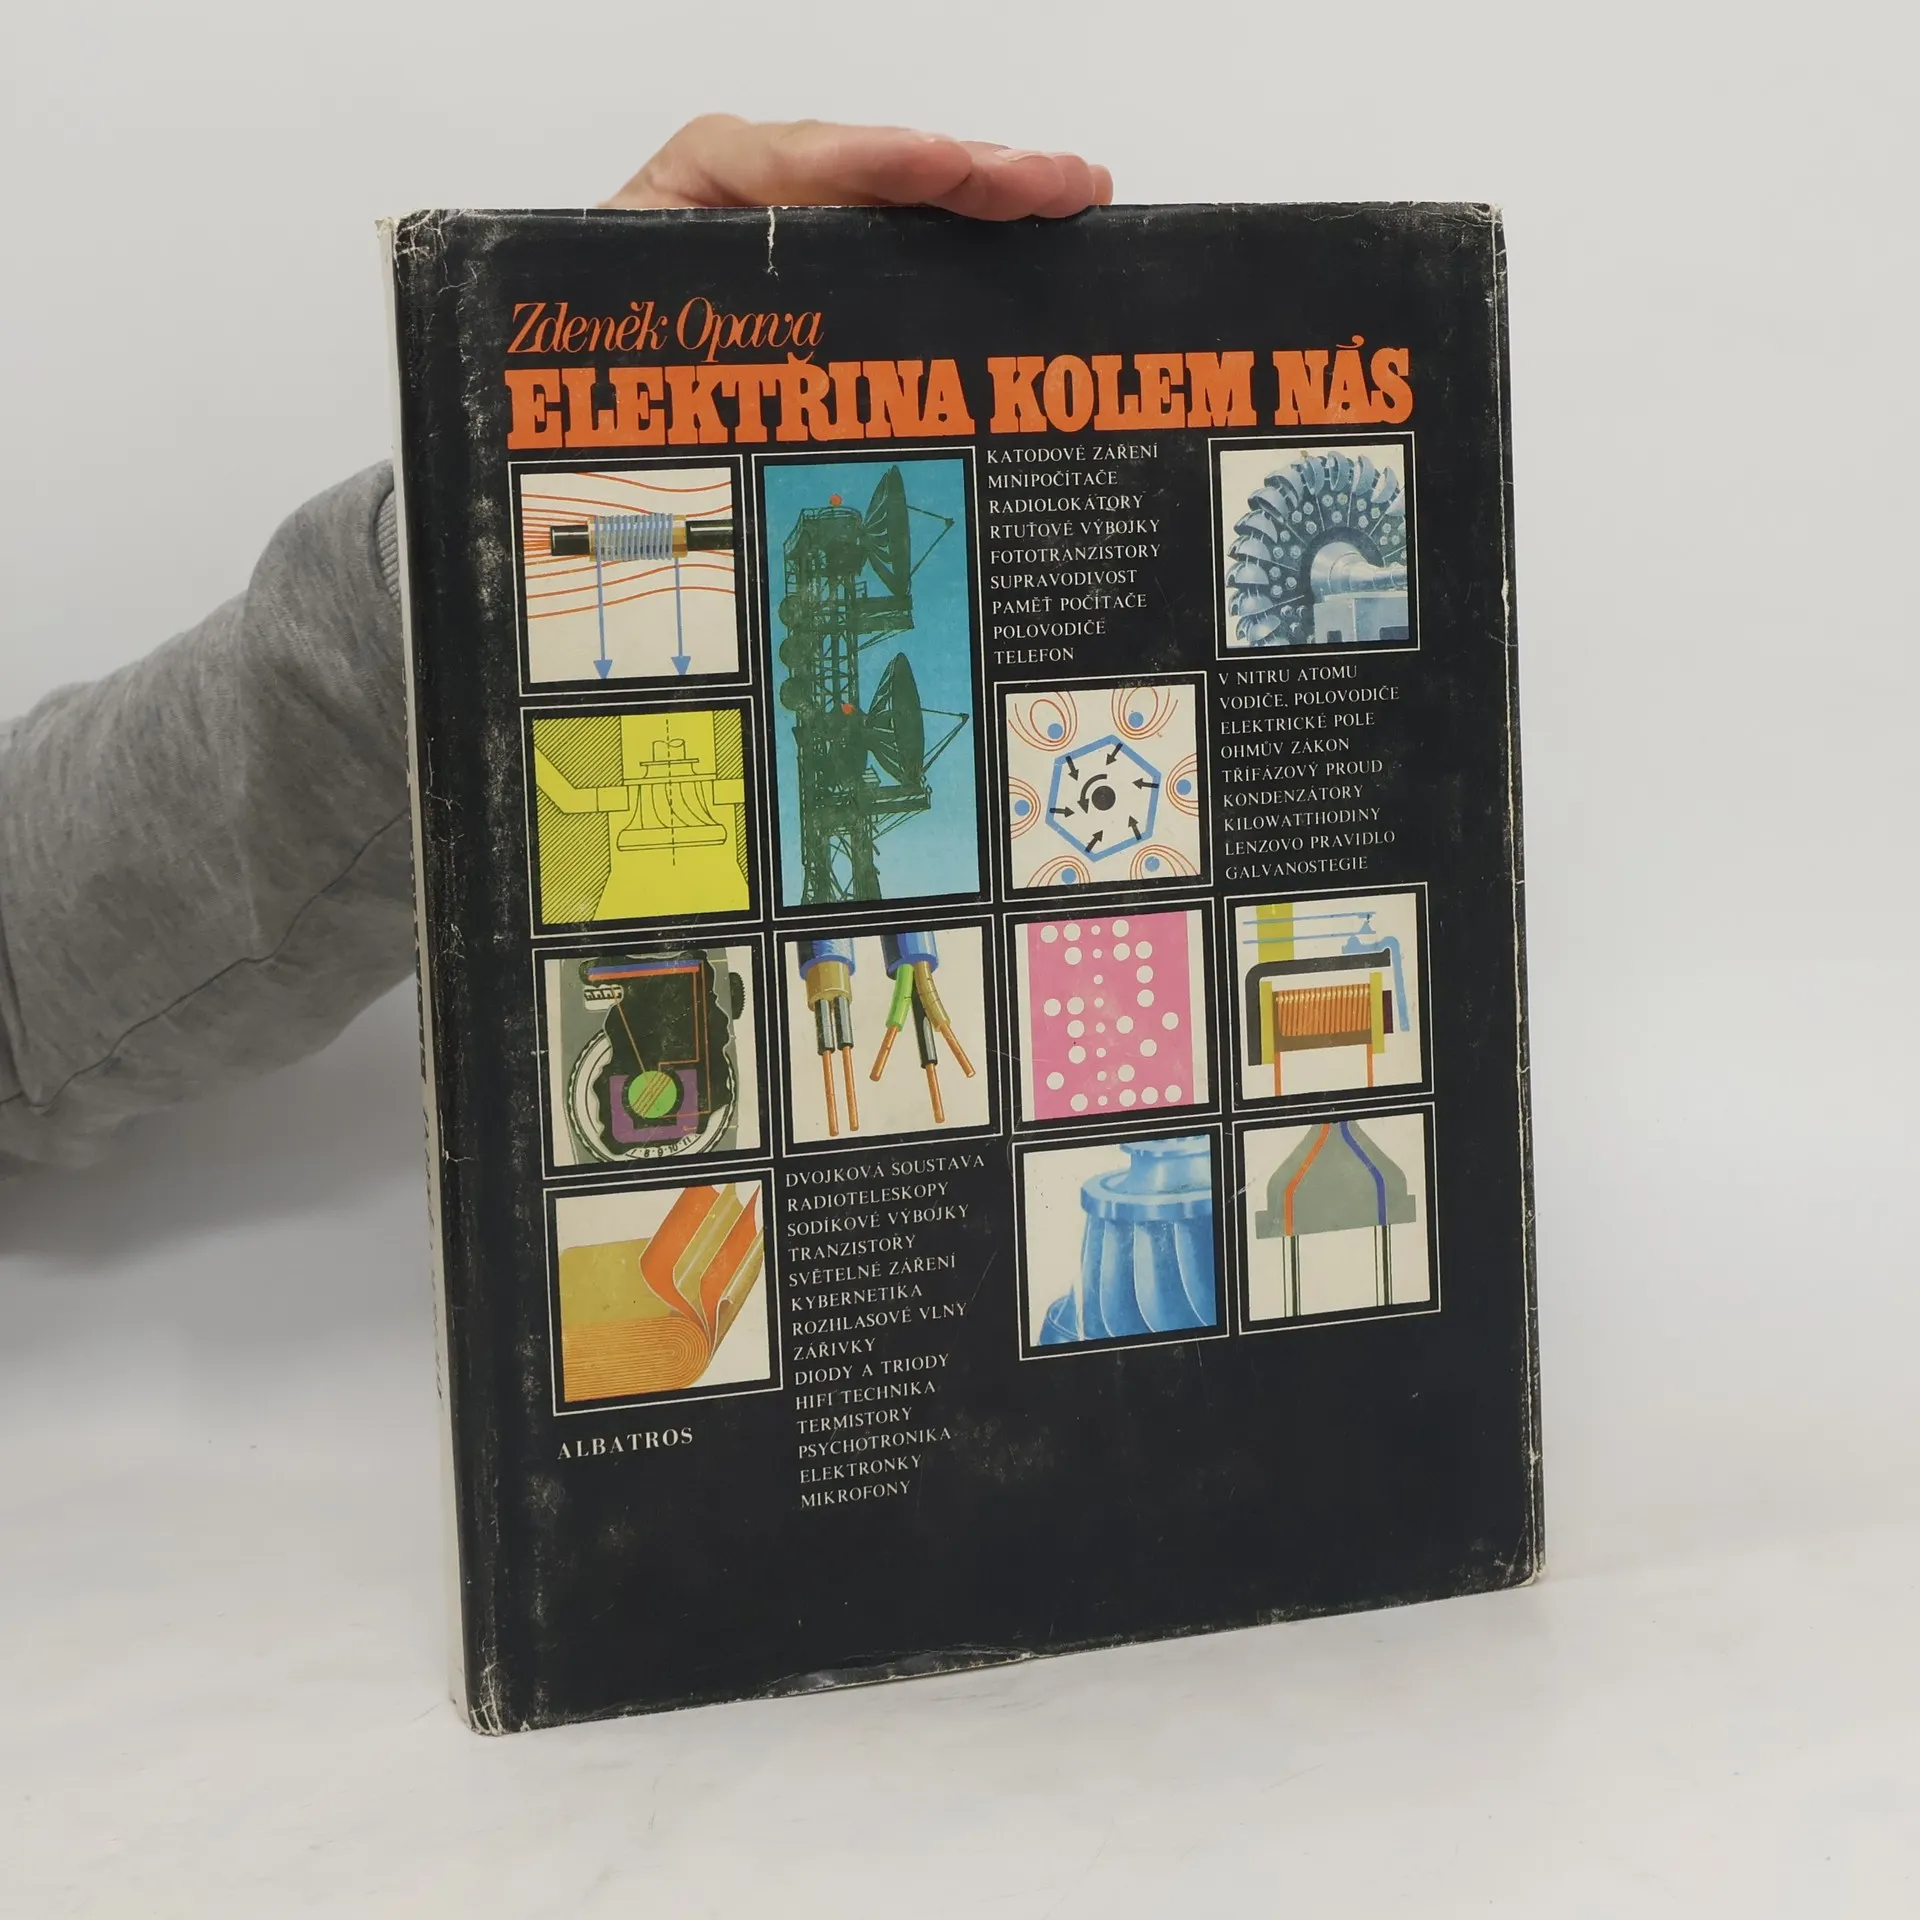 Zdeněk Opava
ELEKTŘINA KOLEM NÁS
KATODOVÉ ZÁŘENÍ
MINIPOČÍTAČE
RADIOLOKÁTORY
RTUŤOVÉ VÝBOJKY
FOTOTRANZISTORY
SUPRAVODIVOST
PAMĚŤ POČÍTAČE
POLOVODIČE
TELEFON
V NITRU ATOMU
VODIČE, POLOVODIČE
ELEKTRICKÉ POLE
OHMŮV ZÁKON
TŘÍFÁZOVÝ PROUD
KONDENZÁTORY
KILOWATTHODINY
LENZOVO PRAVIDLO
GALVANOSTEGIE
DVOJKOVÁ SOUSTAVA
RADIOTELESKOPY
SODÍKOVÉ VÝBOJKY
TRANZISTOŘY
SVĚTELNÉ ZÁŘENÍ
KYBERNETIKA
ROZHLASOVÉ VLNY
ZÁŘIVKY
DIODY A TRIODY
HIFI TECHNIKA
TERMISTORY
PSYCHOTRONIKA
ELEKTRONKY
MIKROFONY
ALBATROS